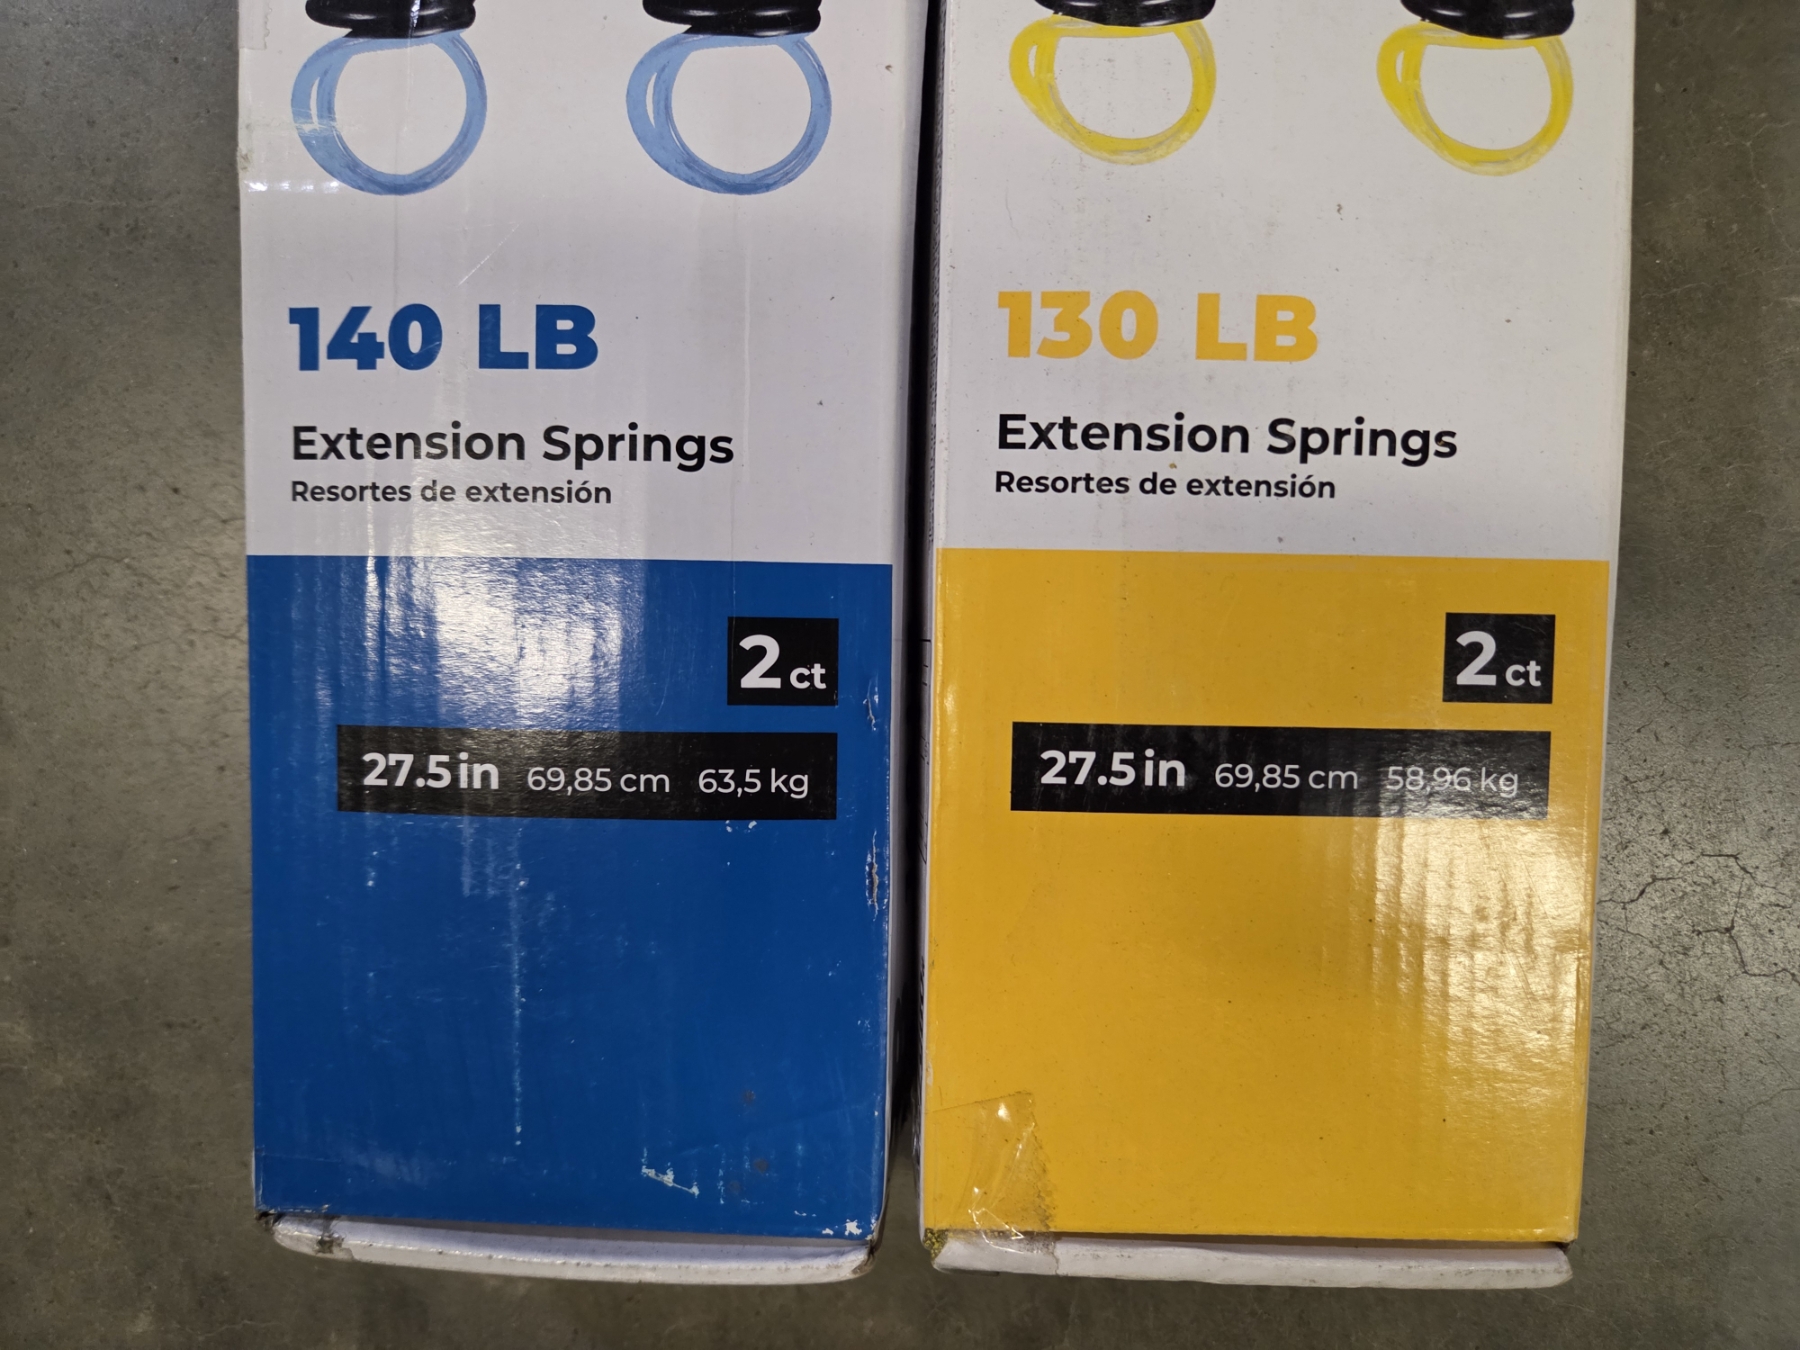 140 LB
Extension Springs
Resortes de extensión
2 ct
27.5 in 69,85 cm 63,5 kg
130 LB
Extension Springs
Resortes de extensión
2 ct
27.5 in 69,85 cm 58,96 kg